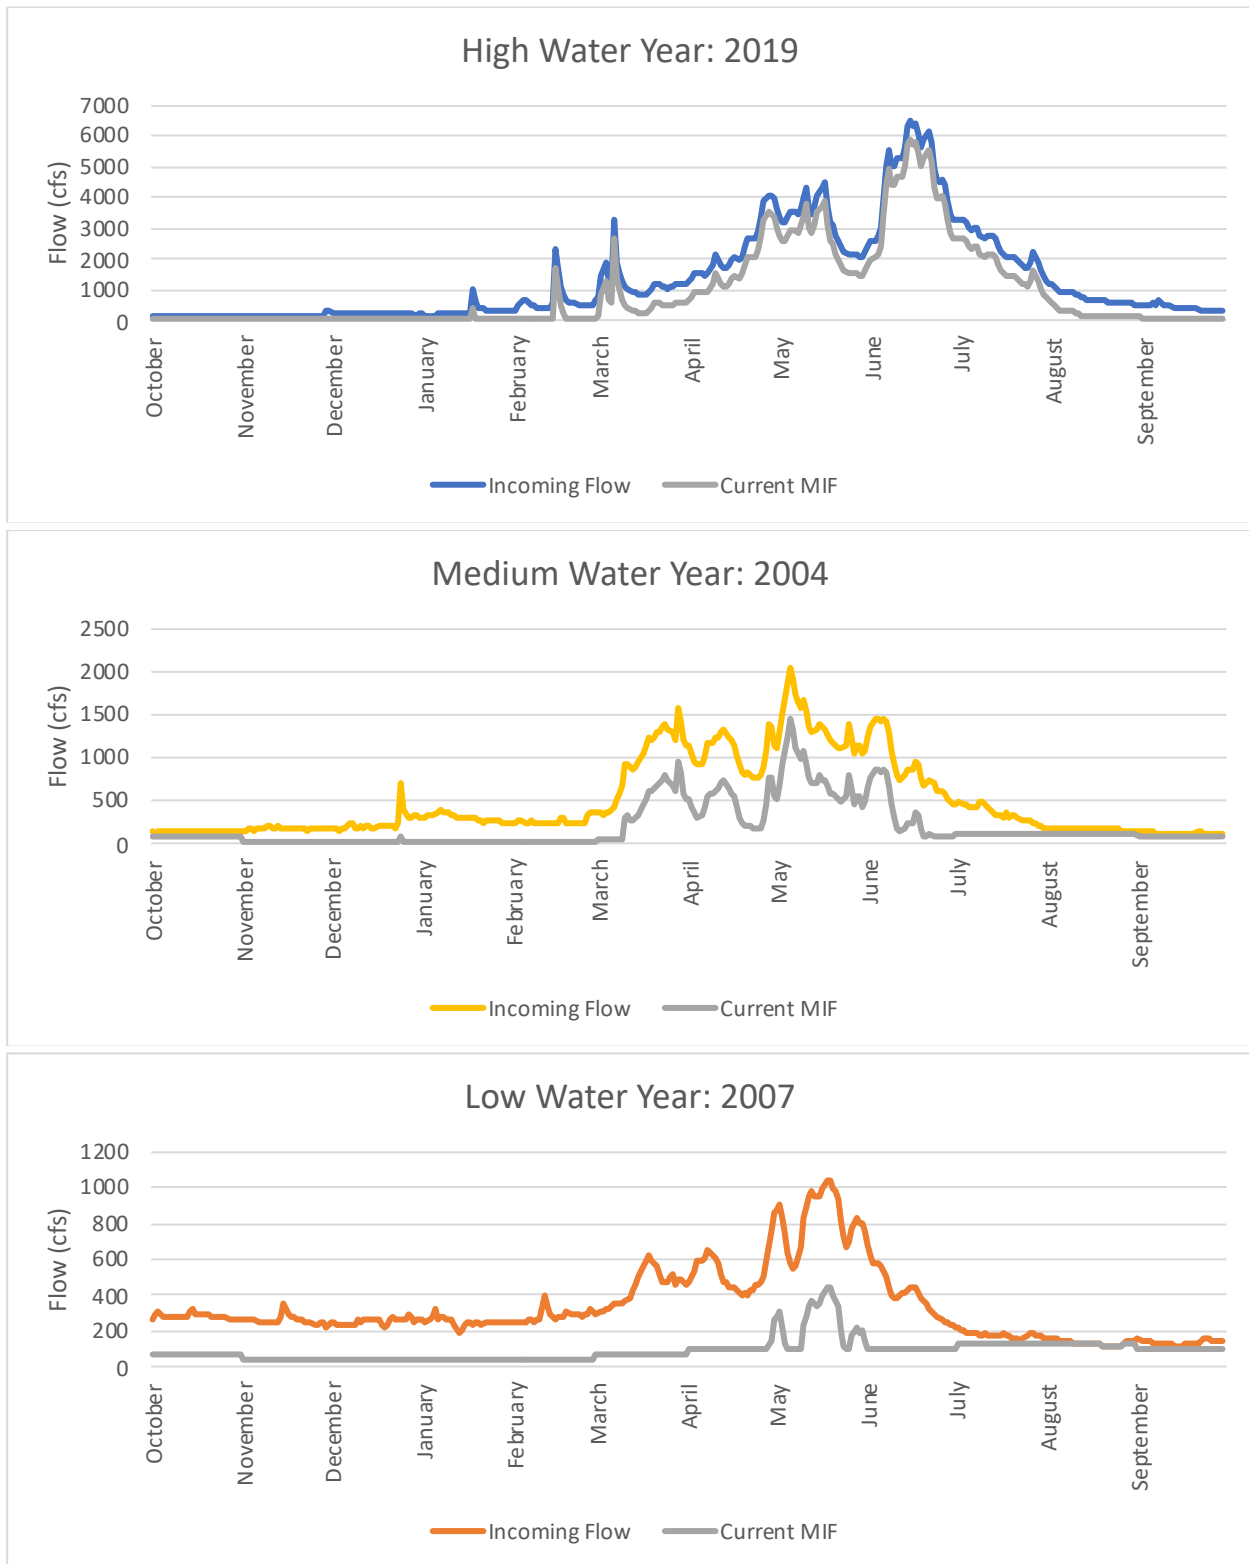 High Water Year: 2019
Flow (cfs)
7000
6000
5000
4000
3000
2000
1000
0
October
November
December
January
February
March
April
May
June
July
August
September
Incoming Flow
Current MIF
Medium Water Year: 2004
Flow (cfs)
2500
2000
1500
1000
500
0
October
November
December
January
February
March
April
May
June
July
August
September
Incoming Flow
Current MIF
Low Water Year: 2007
Flow (cfs)
1200
1000
800
600
400
200
0
October
November
December
January
February
March
April
May
June
July
August
September
Incoming Flow
Current MIF